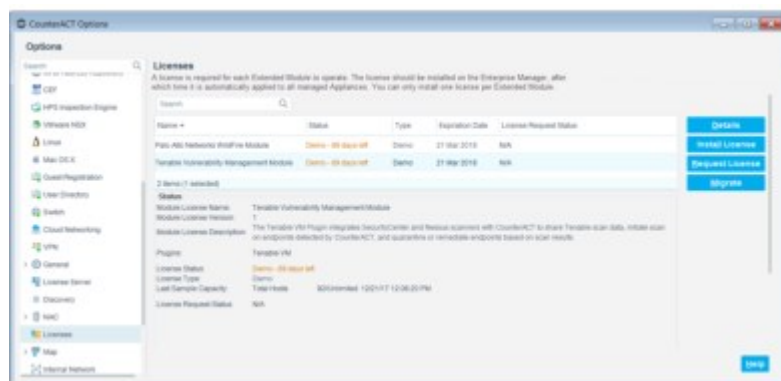 CounterACT Options
Options
Search
CEF
HPS Inspection Engine
VMware NSX
Linux
Mac OS X
Guest Registration
User Directory
Switch
Cloud Networking
VPN
General
License Server
Discovery
NAC
Licenses
Map
Internal Network
Licenses
A license is required for each Extended Module to operate. The license should be installed on the Enterprise Manager, after
which time it is automatically applied to all managed Appliances. You can only install one license per Extended Module.
Search
Name Status Type Expiration Date License Request Status
Palo Alto Networks WildFire Module Demo - 89 days left Demo 21 Mar 2018 N/A
Tenable Vulnerability Management Module Demo - 89 days left Demo 21 Mar 2018 N/A
2 items (1 selected)
Details
Install License
Request License
Migrate
Status
Module License Name: Tenable Vulnerability Management Module
Module License Version: 1
Module License Description: The Tenable VM Plugin integrates SecurityCenter and Nessus scanners with CounterACT to share Tenable scan data, initiate scan
on endpoints detected by CounterACT, and quarantine or remediate endpoints based on scan results.
Plugins: Tenable VM
License Status: Demo - 89 days left
License Type: Demo
Last Sample Capacity: Total Hosts 12/21/17 12:06:20 PM
License Request Status: N/A
Help